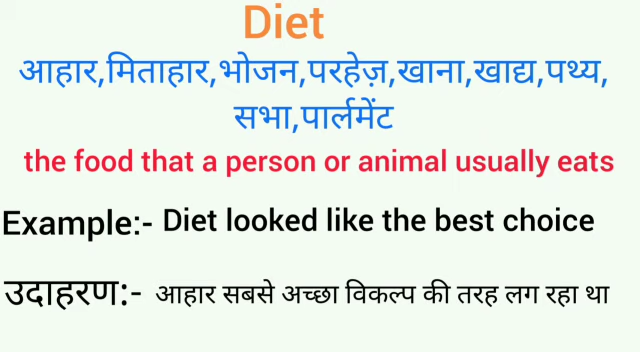 Diet
आहार,मिताहार,भोजन,परहेज़,खाना,खाद्य,पथ्य,
सभा,पार्लमेंट
the food that a person or animal usually eats
Example:- Diet looked like the best choice
उदाहरण:- आहार सबसे अच्छा विकल्प की तरह लग रहा था